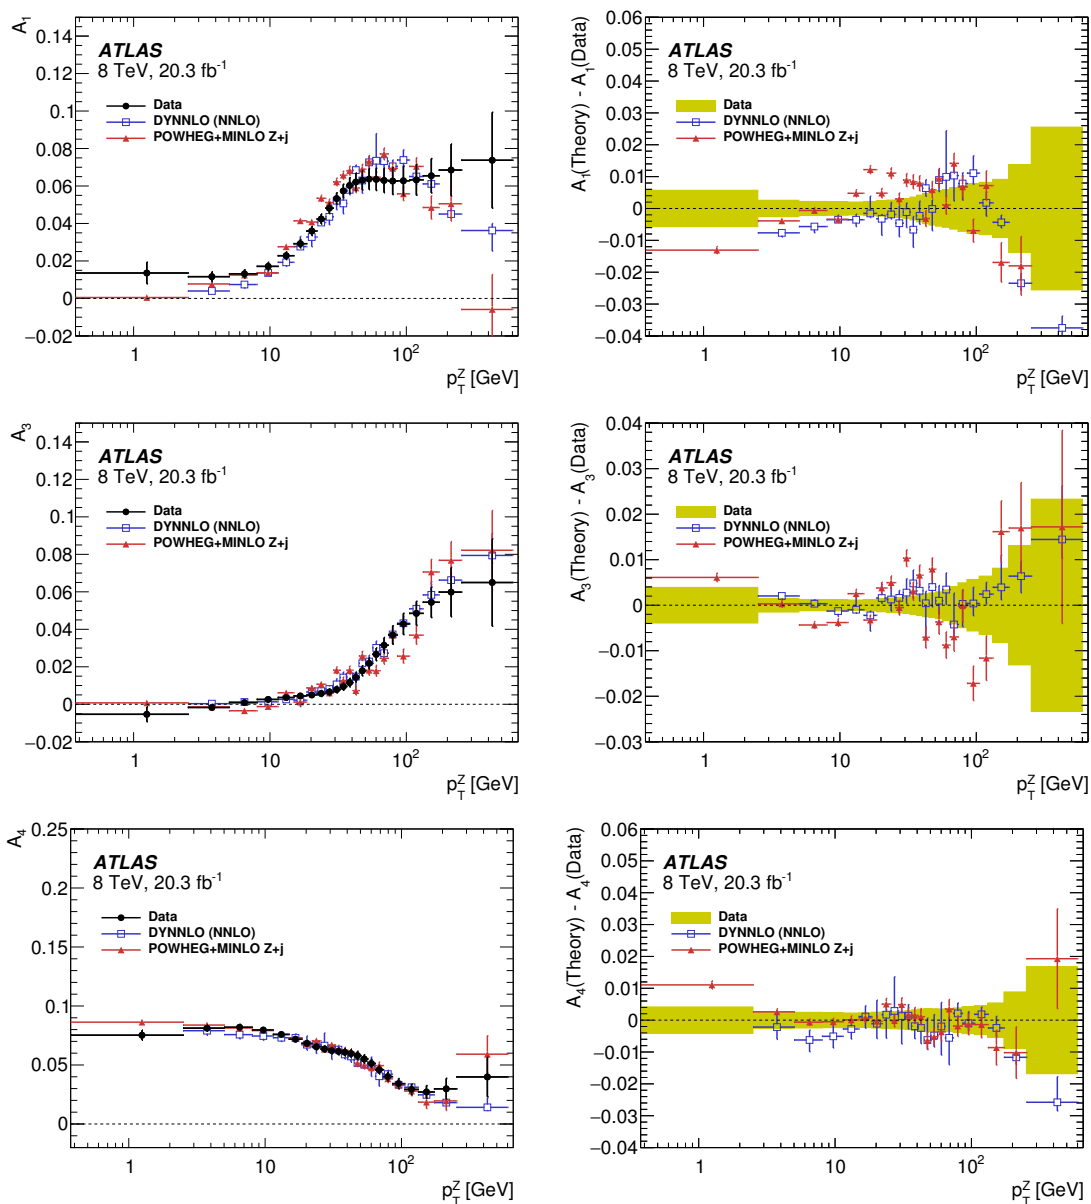 A₁
0.14
0.12
0.1
0.08
0.06
0.04
0.02
0
−0.02
ATLAS
8 TeV, 20.3 fb⁻¹
Data
DYNNLO (NNLO)
POWHEG+MINLO Z+j
1 10 10²
p_T^Z [GeV]
A₁(Theory) - A₁(Data)
0.06
0.05
0.04
0.03
0.02
0.01
0
−0.01
−0.02
−0.03
−0.04
ATLAS
8 TeV, 20.3 fb⁻¹
Data
DYNNLO (NNLO)
POWHEG+MINLO Z+j
1 10 10²
p_T^Z [GeV]
A₃
0.14
0.12
0.1
0.08
0.06
0.04
0.02
0
−0.02
ATLAS
8 TeV, 20.3 fb⁻¹
Data
DYNNLO (NNLO)
POWHEG+MINLO Z+j
1 10 10²
p_T^Z [GeV]
A₃(Theory) - A₃(Data)
0.04
0.03
0.02
0.01
0
−0.01
−0.02
−0.03
ATLAS
8 TeV, 20.3 fb⁻¹
Data
DYNNLO (NNLO)
POWHEG+MINLO Z+j
1 10 10²
p_T^Z [GeV]
A₄
0.25
0.2
0.15
0.1
0.05
0
ATLAS
8 TeV, 20.3 fb⁻¹
Data
DYNNLO (NNLO)
POWHEG+MINLO Z+j
1 10 10²
p_T^Z [GeV]
A₄(Theory) - A₄(Data)
0.06
0.05
0.04
0.03
0.02
0.01
0
−0.01
−0.02
−0.03
−0.04
ATLAS
8 TeV, 20.3 fb⁻¹
Data
DYNNLO (NNLO)
POWHEG+MINLO Z+j
1 10 10²
p_T^Z [GeV]